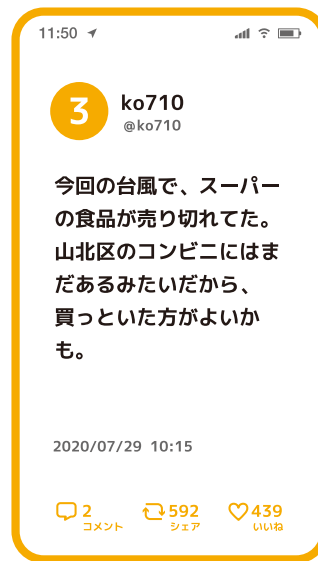 11:50
3
ko710
@ko710
今回の台風で、スーパー
の食品が売り切れてた。
山北区のコンビニにはま
だあるみたいだから、
買っといた方がよいか
も。
2020/07/29 10:15
2 592 439
コメント シェア いいね